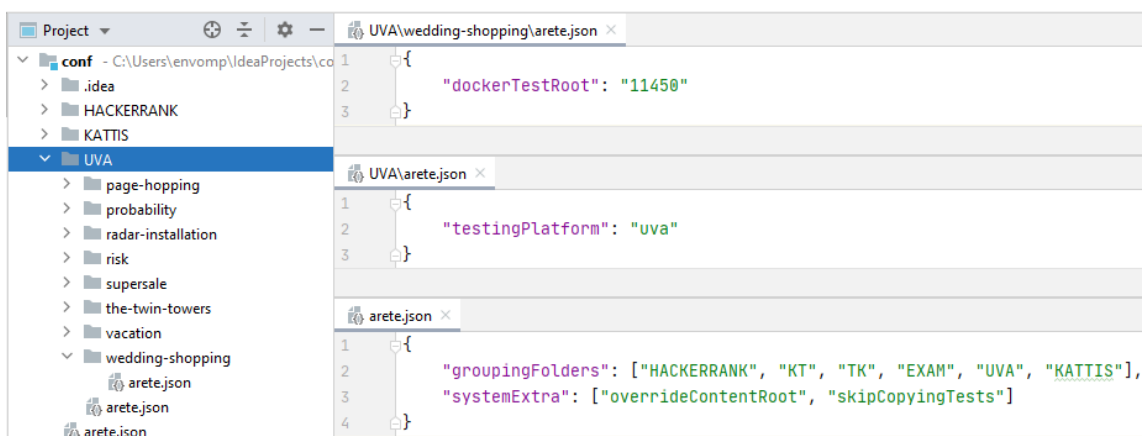 Project
conf - C:\Users\envomp\IdeaProjects\co
.idea
HACKERRANK
KATTIS
UVA
page-hopping
probability
radar-installation
risk
supersale
the-twin-towers
vacation
wedding-shopping
arete.json
arete.json
arete.json
UVA\wedding-shopping\arete.json
1 {
2 "dockerTestRoot": "11450"
3 }
UVA\arete.json
1 {
2 "testingPlatform": "uva"
3 }
arete.json
1 {
2 "groupingFolders": ["HACKERRANK", "KT", "TK", "EXAM", "UVA", "KATTIS"],
3 "systemExtra": ["overrideContentRoot", "skipCopyingTests"]
4 }